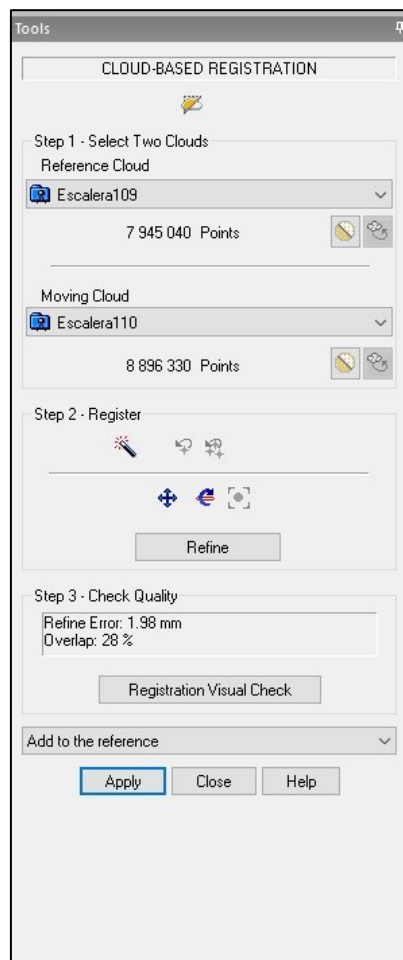 Tools
CLOUD-BASED REGISTRATION
Step 1 - Select Two Clouds
Reference Cloud
Escalera109
7 945 040 Points
Moving Cloud
Escalera110
8 896 330 Points
Step 2 - Register
Refine
Step 3 - Check Quality
Refine Error: 1.98 mm
Overlap: 28 %
Registration Visual Check
Add to the reference
Apply Close Help